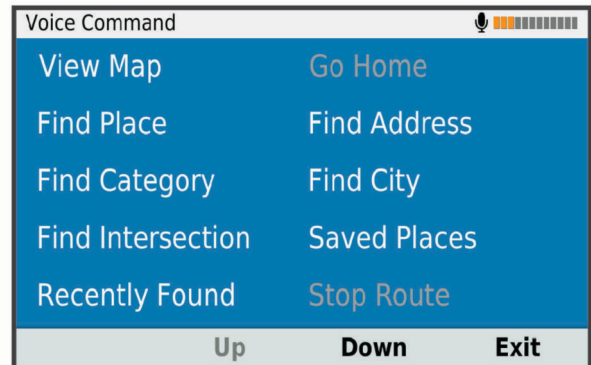 Voice Command
View Map Go Home
Find Place Find Address
Find Category Find City
Find Intersection Saved Places
Recently Found Stop Route
Up Down Exit